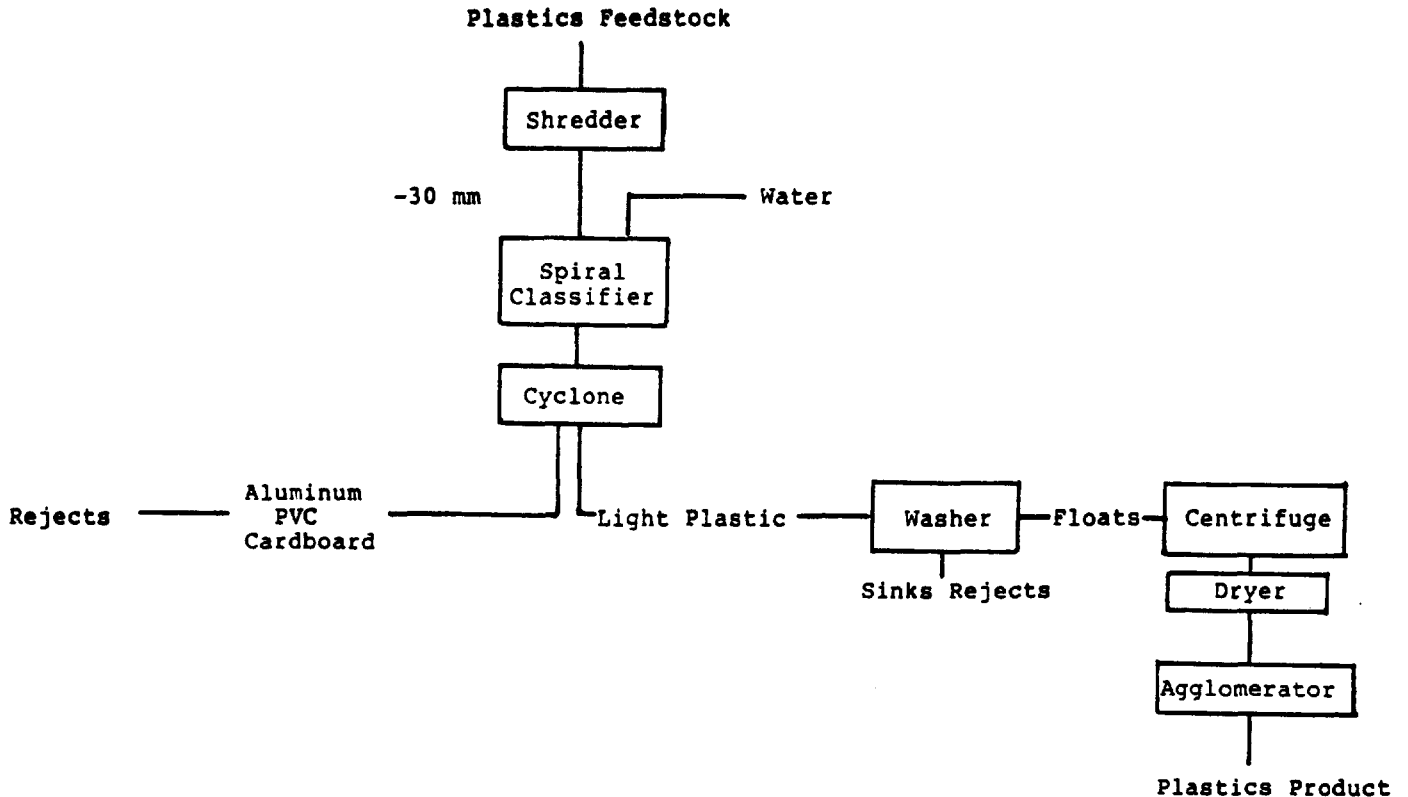 Plastics Feedstock
Shredder
-30 mm
Water
Spiral
Classifier
Cyclone
Rejects
Aluminum
PVC
Cardboard
Light Plastic
Washer
Floats
Centrifuge
Sinks Rejects
Dryer
Agglomerator
Plastics Product